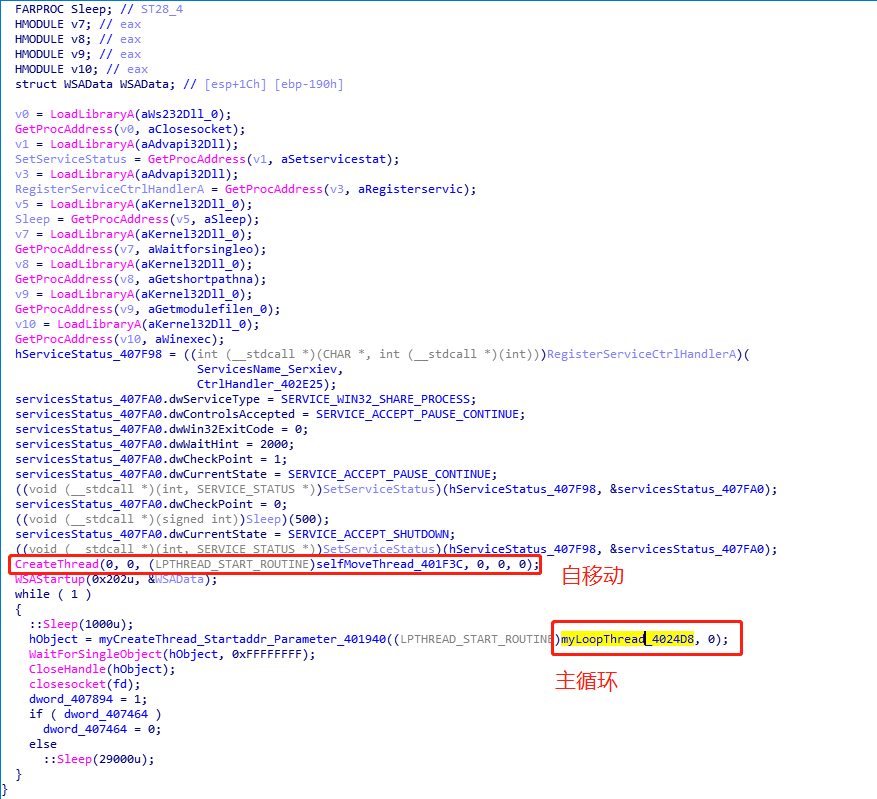 FARPROC Sleep; // ST28_4
HMODULE v7; // eax
HMODULE v8; // eax
HMODULE v9; // eax
HMODULE v10; // eax
struct WSAData WSAData; // [esp+1Ch] [ebp-190h]
v0 = LoadLibraryA(aWs232Dll_0);
GetProcAddress(v0, aClosesocket);
v1 = LoadLibraryA(aAdvapi32Dll);
SetServiceStatus = GetProcAddress(v1, aSetservicestat);
v3 = LoadLibraryA(aAdvapi32Dll);
RegisterServiceCtrlHandlerA = GetProcAddress(v3, aRegisterservic);
v5 = LoadLibraryA(aKernel32Dll_0);
Sleep = GetProcAddress(v5, aSleep);
v7 = LoadLibraryA(aKernel32Dll_0);
GetProcAddress(v7, aWaitforsingleo);
v8 = LoadLibraryA(aKernel32Dll_0);
GetProcAddress(v8, aGetshortpathna);
v9 = LoadLibraryA(aKernel32Dll_0);
GetProcAddress(v9, aGetmodulefilen_0);
v10 = LoadLibraryA(aKernel32Dll_0);
GetProcAddress(v10, aWinexec);
hServiceStatus_407F98 = ((int (__stdcall *)(CHAR *, int (__stdcall *)(int)))RegisterServiceCtrlHandlerA)(
ServicesName_Serxiev,
CtrlHandler_402E25);
servicesStatus_407FA0.dwServiceType = SERVICE_WIN32_SHARE_PROCESS;
servicesStatus_407FA0.dwControlsAccepted = SERVICE_ACCEPT_PAUSE_CONTINUE;
servicesStatus_407FA0.dwWin32ExitCode = 0;
servicesStatus_407FA0.dwWaitHint = 2000;
servicesStatus_407FA0.dwCheckPoint = 1;
servicesStatus_407FA0.dwCurrentState = SERVICE_ACCEPT_PAUSE_CONTINUE;
((void (__stdcall *)(int, SERVICE_STATUS *))SetServiceStatus)(hServiceStatus_407F98, &servicesStatus_407FA0);
servicesStatus_407FA0.dwCheckPoint = 0;
((void (__stdcall *)(signed int))Sleep)(500);
servicesStatus_407FA0.dwCurrentState = SERVICE_ACCEPT_SHUTDOWN;
((void (__stdcall *)(int, SERVICE_STATUS *))SetServiceStatus)(hServiceStatus_407F98, &servicesStatus_407FA0);
CreateThread(0, 0, (LPTHREAD_START_ROUTINE)selfMoveThread_401F3C, 0, 0, 0);
自移动
WSAStartup(0x202u, &WSAData);
while ( 1 )
{
::Sleep(1000u);
hObject = myCreateThread_Startaddr_Parameter_401940((LPTHREAD_START_ROUTINE)myLoopThread_4024D8, 0);
WaitForSingleObject(hObject, 0xFFFFFFFF);
主循环
CloseHandle(hObject);
closesocket(fd);
dword_407894 = 1;
if ( dword_407464 )
dword_407464 = 0;
else
::Sleep(29000u);
}
}